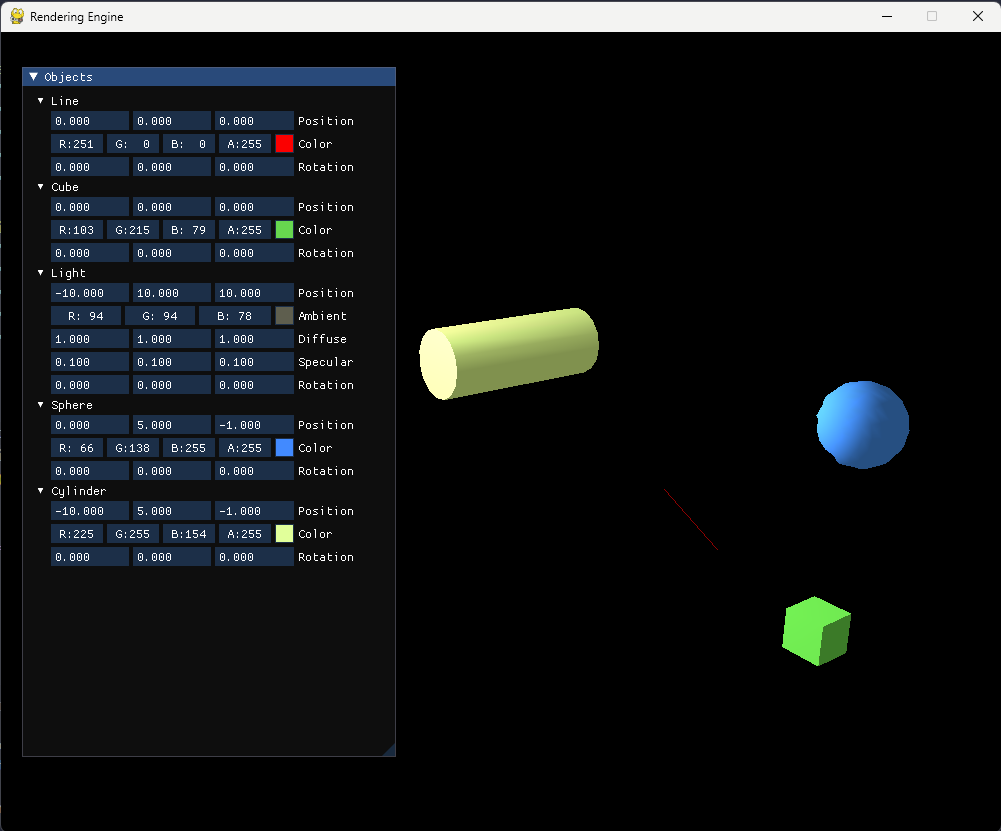 Rendering Engine
Objects
Line
0.000 0.000 0.000 Position
R:251 G: 0 B: 0 A:255 Color
0.000 0.000 0.000 Rotation
Cube
0.000 0.000 0.000 Position
R:103 G:215 B: 79 A:255 Color
0.000 0.000 0.000 Rotation
Light
-10.000 10.000 10.000 Position
R: 94 G: 94 B: 78 Ambient
1.000 1.000 1.000 Diffuse
0.100 0.100 0.100 Specular
0.000 0.000 0.000 Rotation
Sphere
0.000 5.000 -1.000 Position
R: 66 G:138 B:255 A:255 Color
0.000 0.000 0.000 Rotation
Cylinder
-10.000 5.000 -1.000 Position
R:225 G:255 B:154 A:255 Color
0.000 0.000 0.000 Rotation